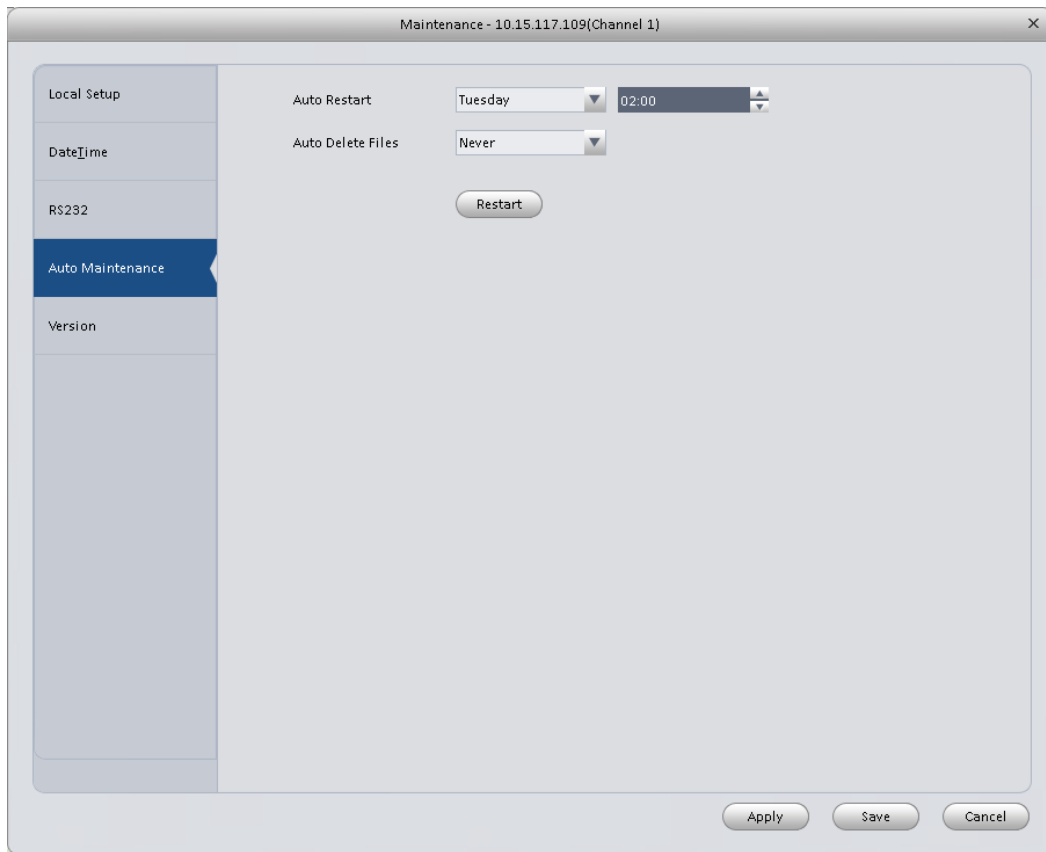 Maintenance - 10.15.117.109(Channel 1)
Local Setup
DateTime
RS232
Auto Maintenance
Version
Auto Restart Tuesday 02:00
Auto Delete Files Never
Restart
Apply Save Cancel